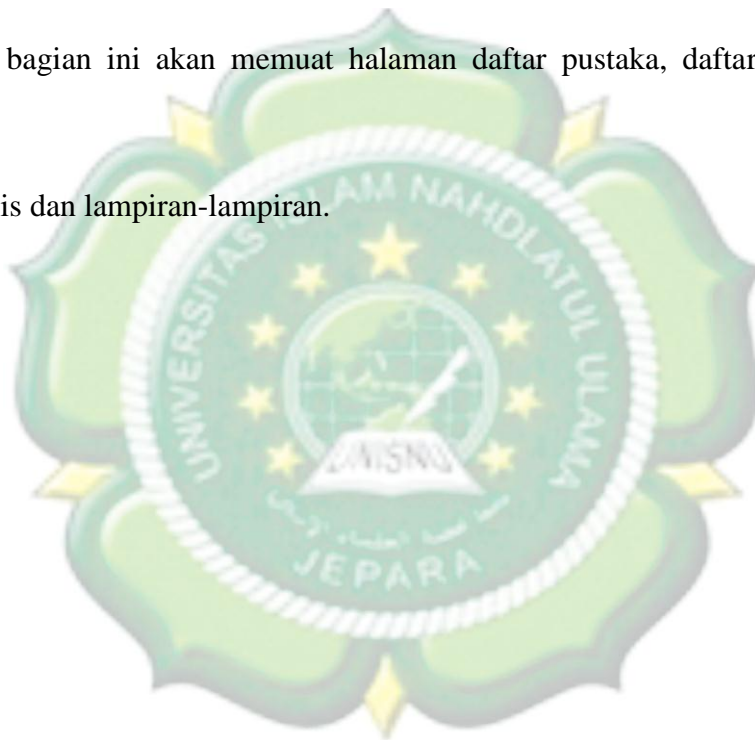 bagian ini akan memuat halaman daftar pustaka, daftar
is dan lampiran-lampiran.
UNIVERSITAS ISLAM NAHDLATUL ULAMA
UNISNU
JEPARA